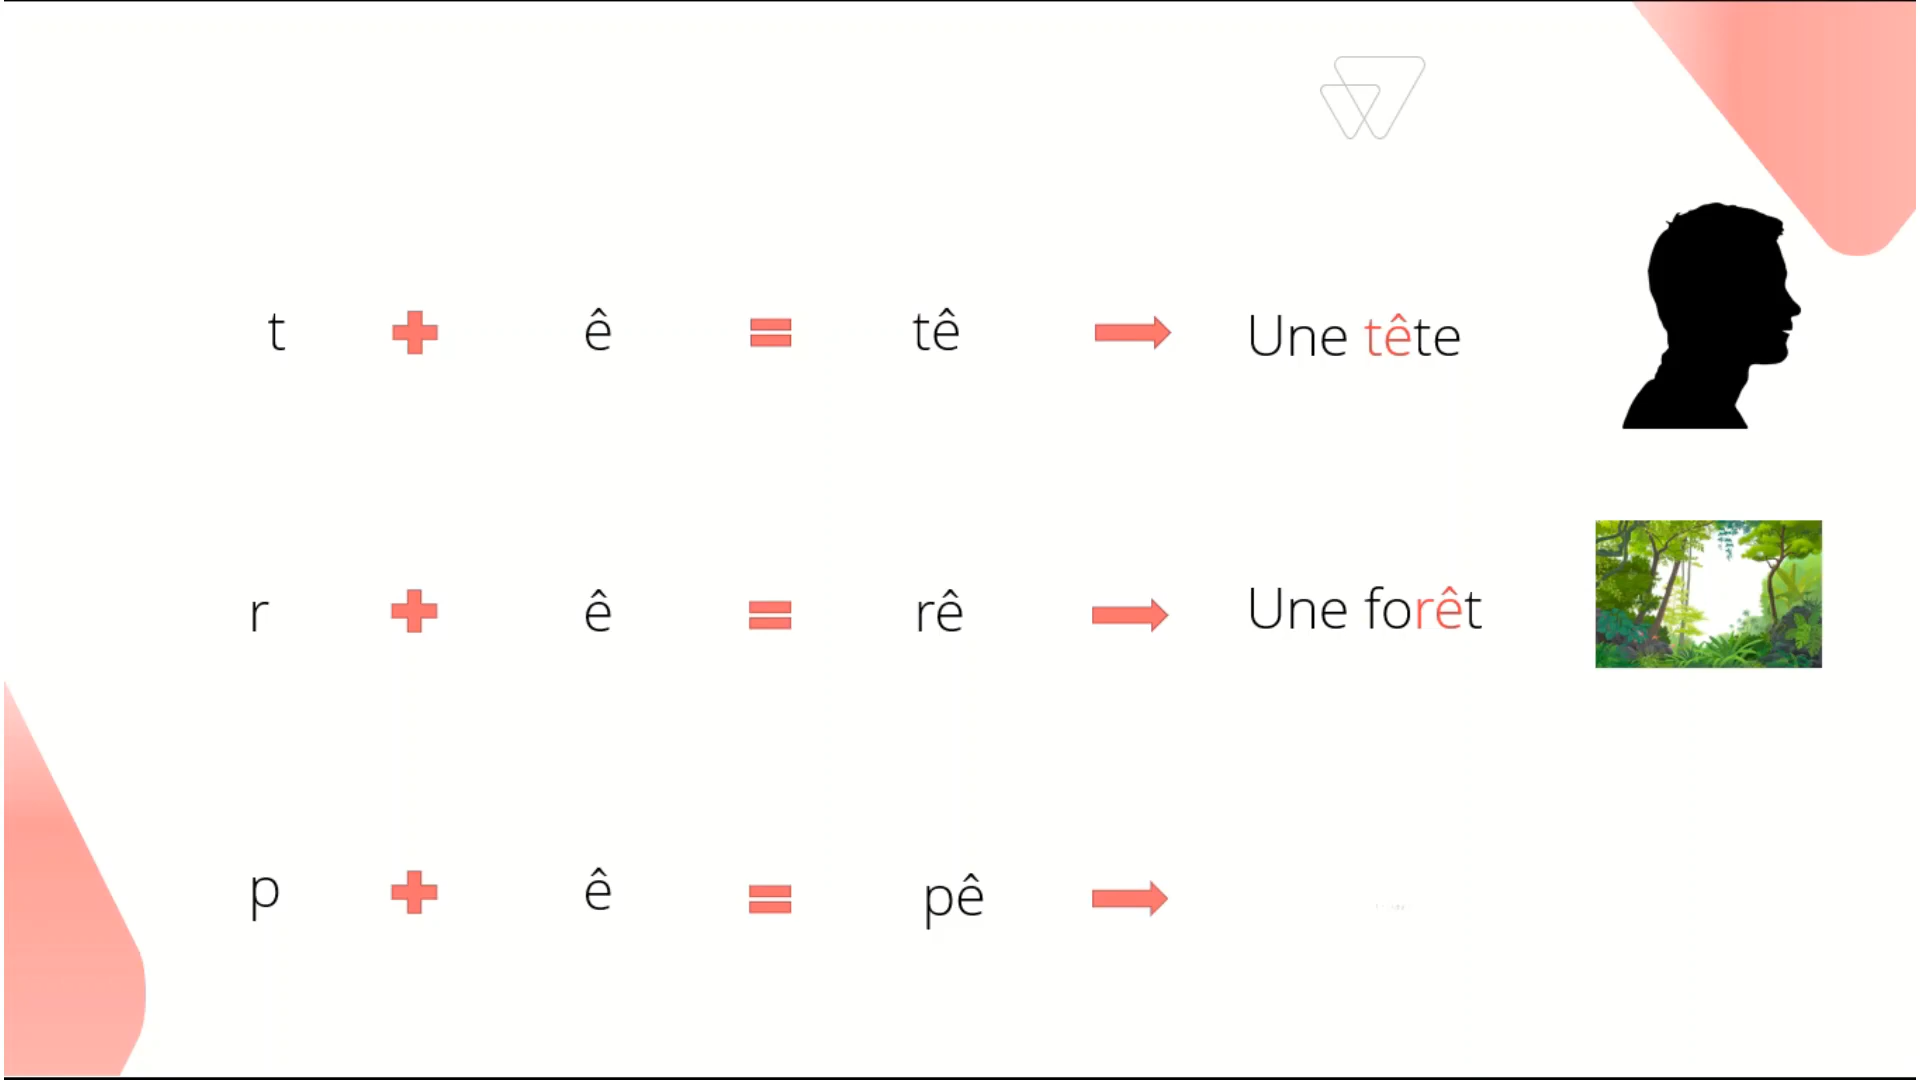 t + ê = tê → Une tête
r + ê = rê → Une forêt
p + ê = pê →